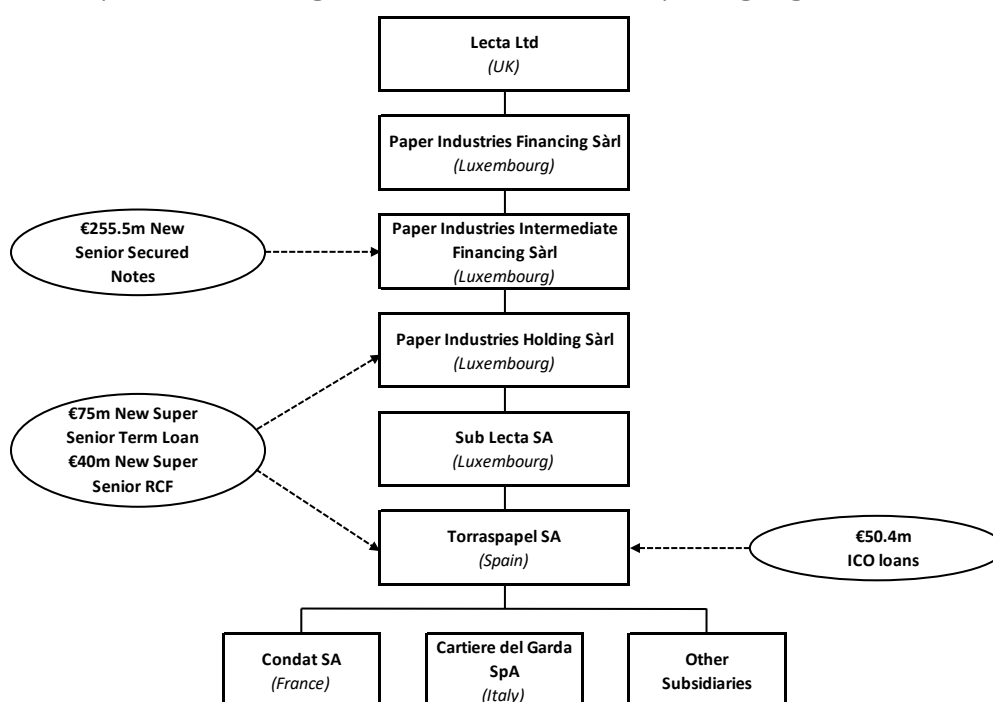 Lecta Ltd
(UK)
Paper Industries Financing Sàrl
(Luxembourg)
€255.5m New
Senior Secured
Notes
Paper Industries Intermediate
Financing Sàrl
(Luxembourg)
Paper Industries Holding Sàrl
(Luxembourg)
€75m New Super
Senior Term Loan
€40m New Super
Senior RCF
Sub Lecta SA
(Luxembourg)
Torraspapel SA
(Spain)
€50.4m
ICO loans
Condat SA
(France)
Cartiere del Garda
SpA
(Italy)
Other
Subsidiaries